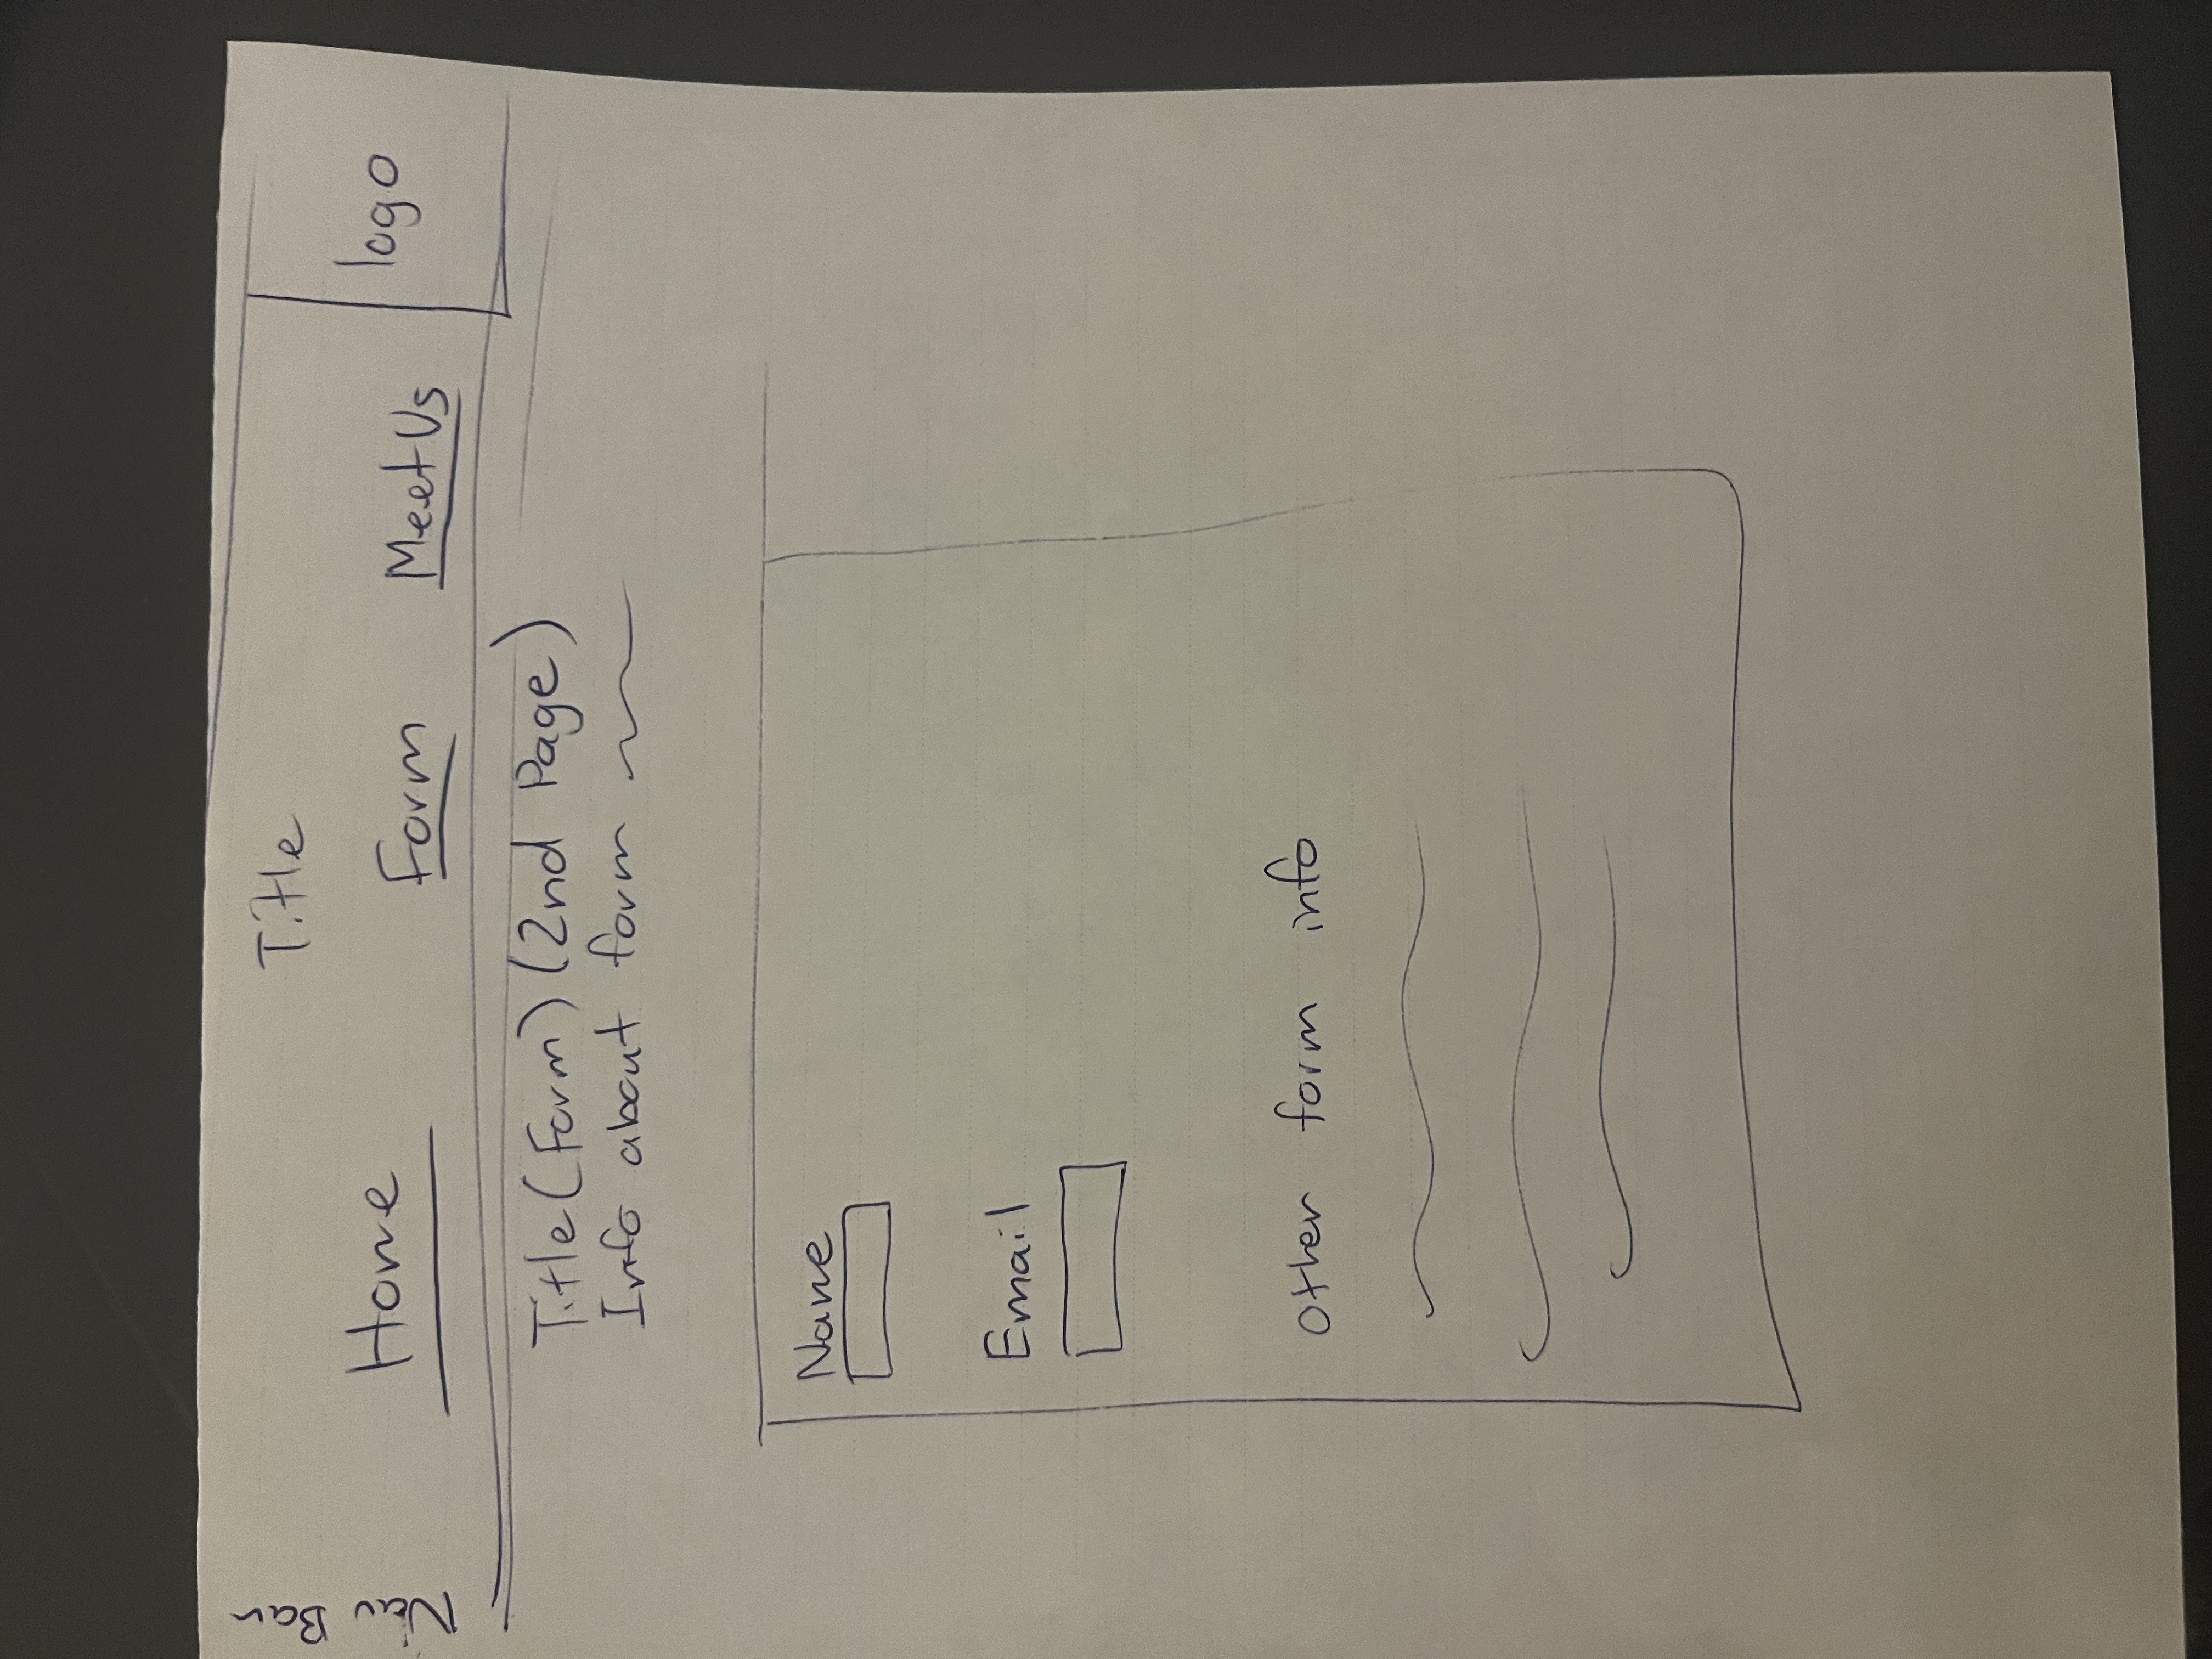 Nav Bar
Title
Home Form Meet Us logo
Title (Form) (2nd Page)
Info about form
Name
Email
other form info